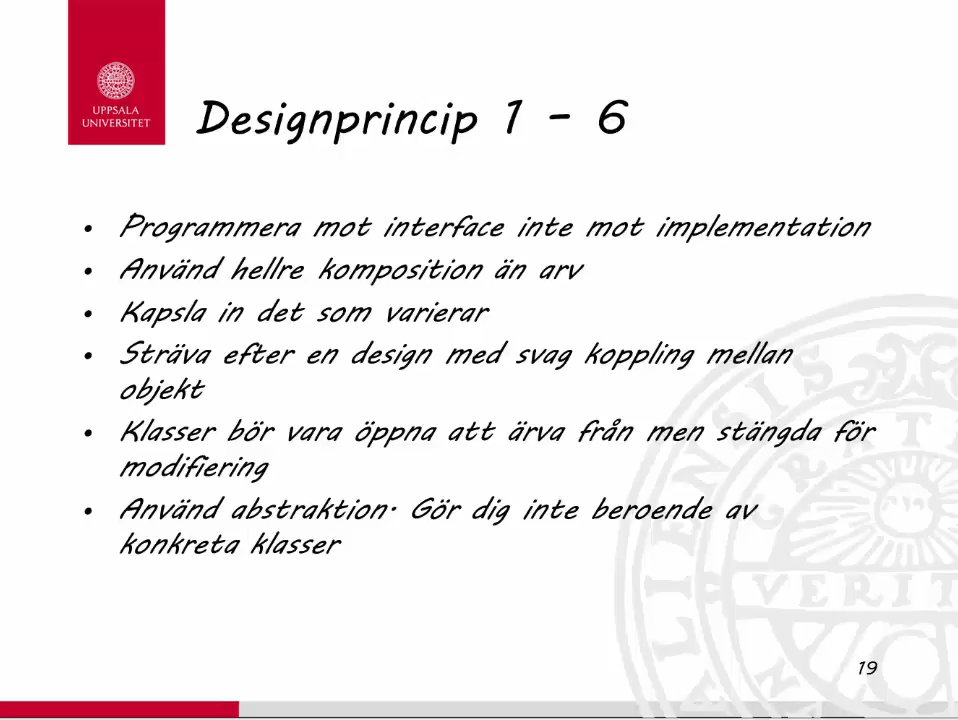 UPPSALA
UNIVERSITET
Designprincip 1 - 6
• Programmera mot interface inte mot implementation
• Använd hellre komposition än arv
• Kapsla in det som varierar
• Sträva efter en design med svag koppling mellan
objekt
• Klasser bör vara öppna att ärva från men stängda för
modifiering
• Använd abstraktion. Gör dig inte beroende av
konkreta klasser
VERIT
19